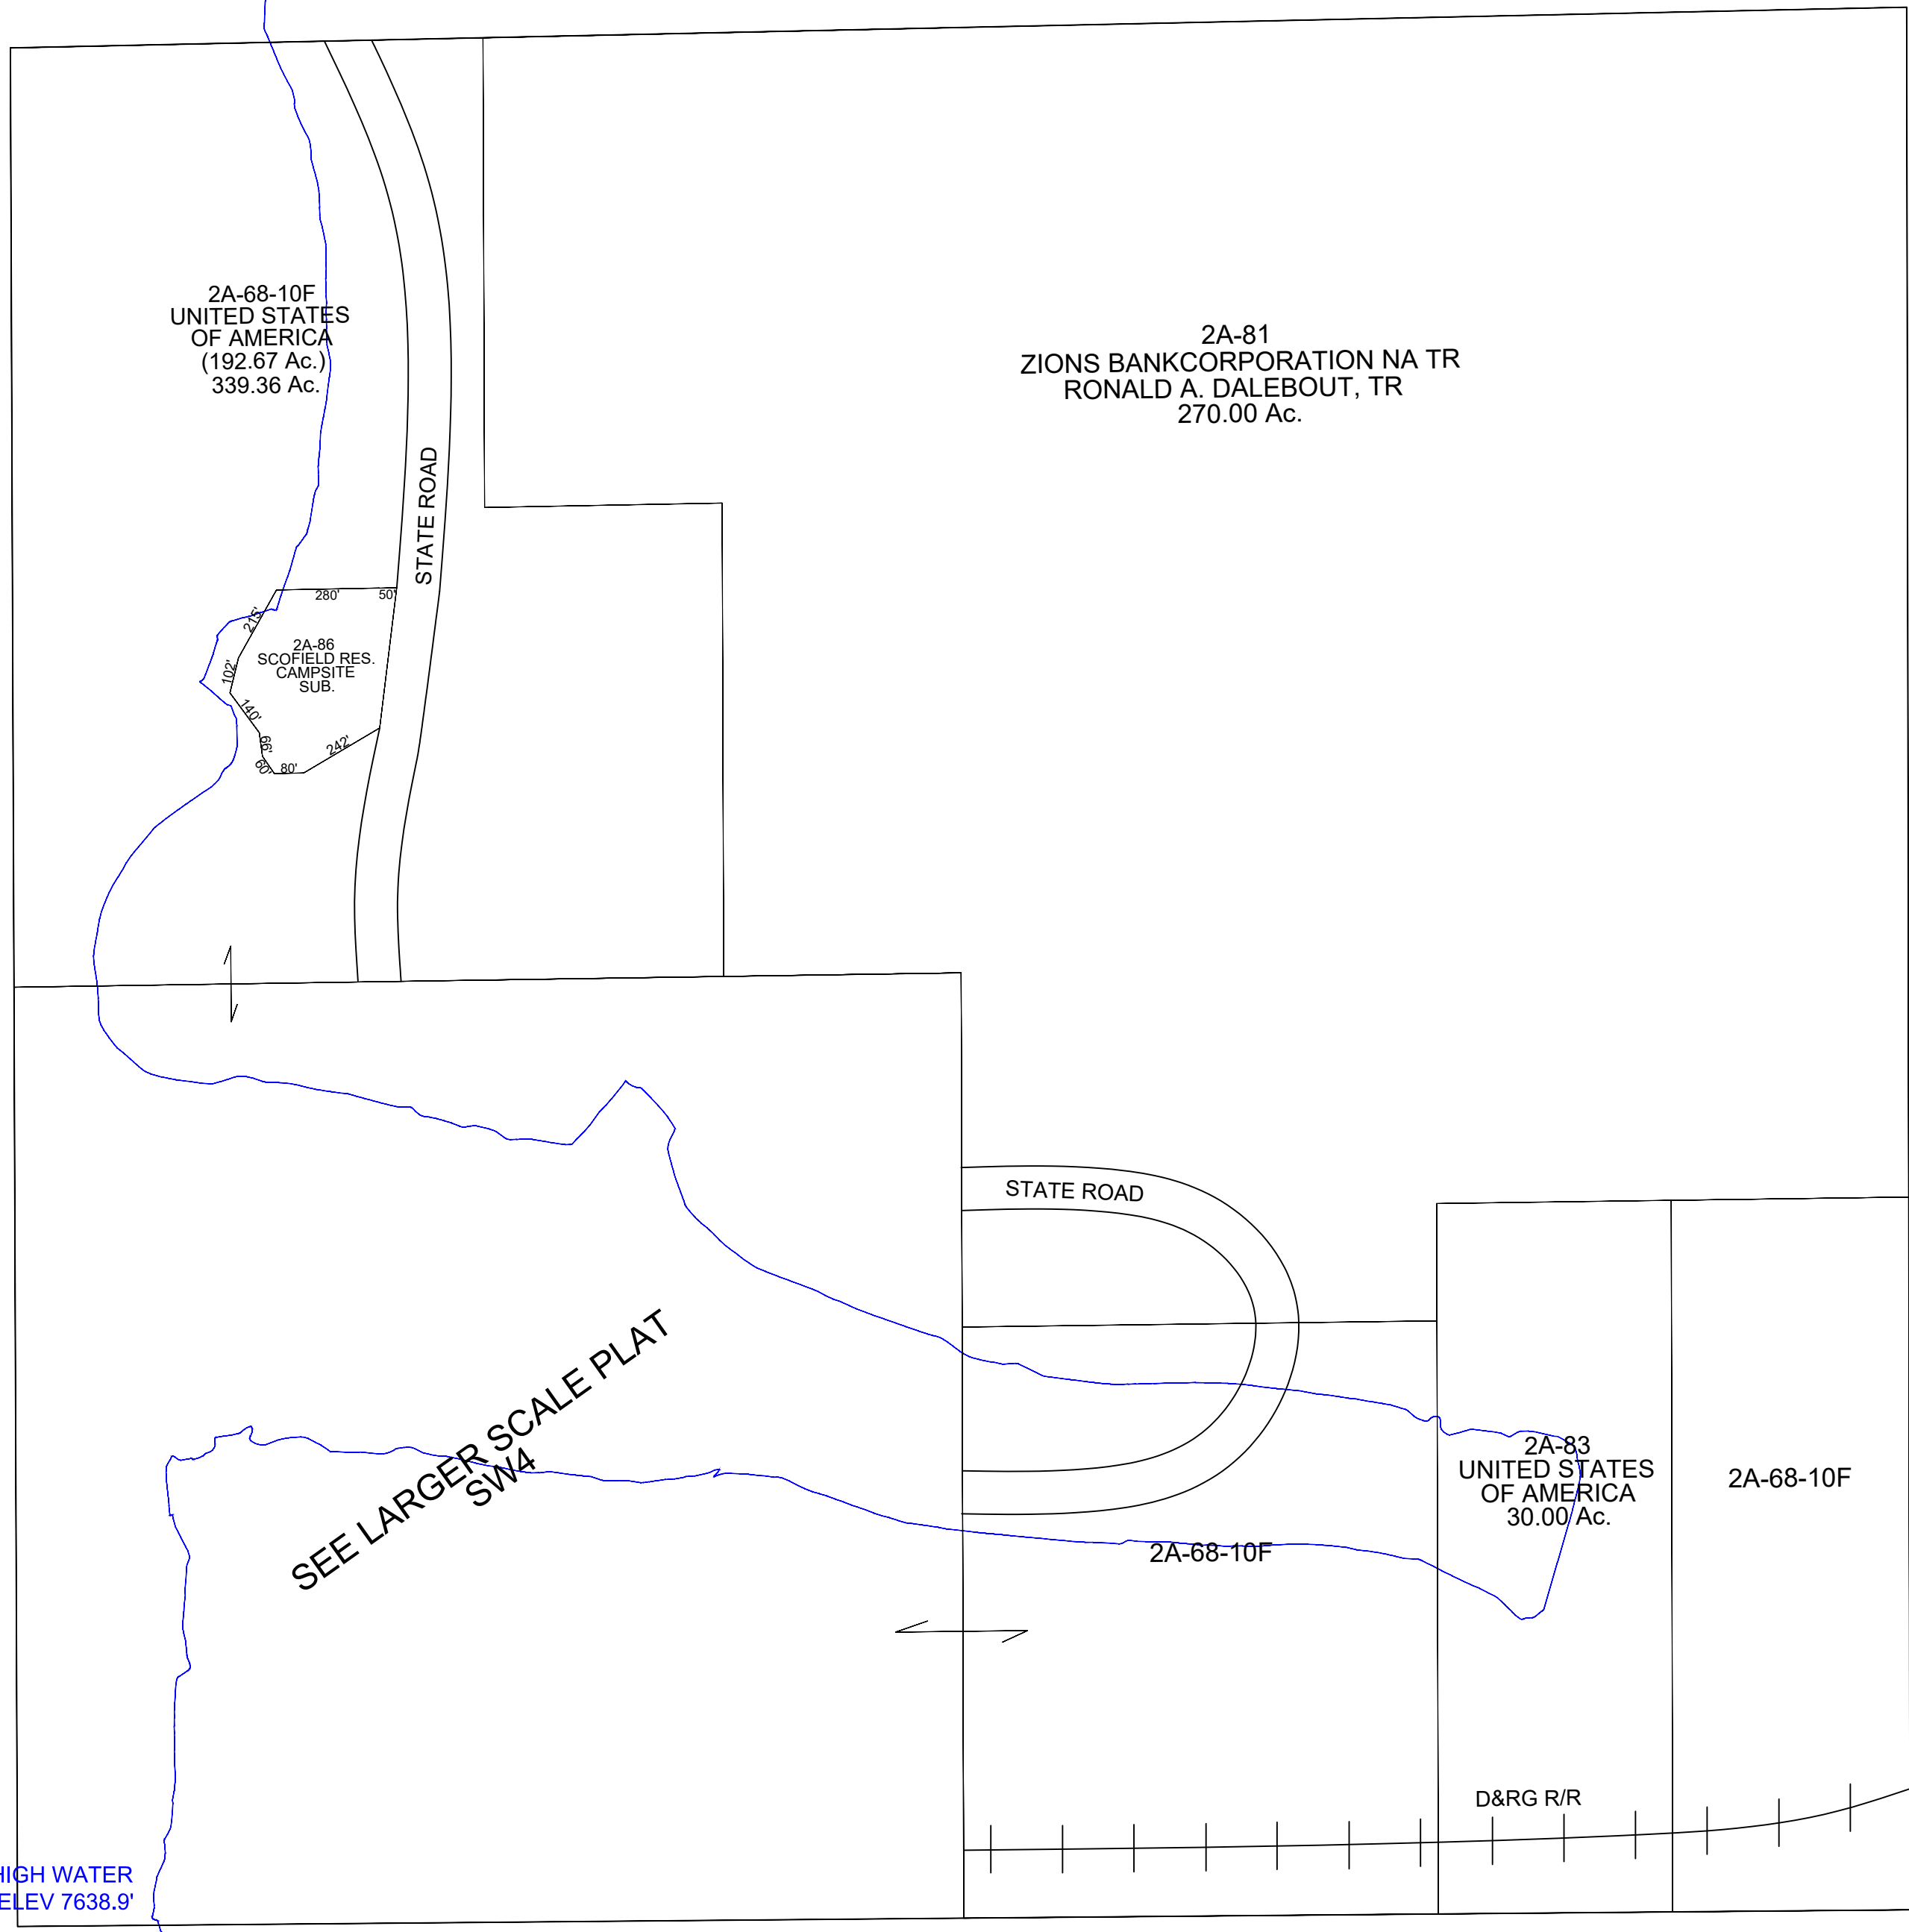 2A-68-10F
UNITED STATES
OF AMERICA
(192.67 Ac.)
339.36 Ac.
2A-81
ZIONS BANKCORPORATION NA TR
RONALD A. DALEBOUT, TR
270.00 Ac.
STATE ROAD
280'
50'
215'
102'
140'
66'
60'
80'
242'
2A-86
SCOFIELD RES.
CAMPSITE
SUB.
STATE ROAD
SEE LARGER SCALE PLAT
SW4
2A-83
UNITED STATES
OF AMERICA
30.00 Ac.
2A-68-10F
2A-68-10F
D&RG R/R
HIGH WATER
ELEV 7638.9'